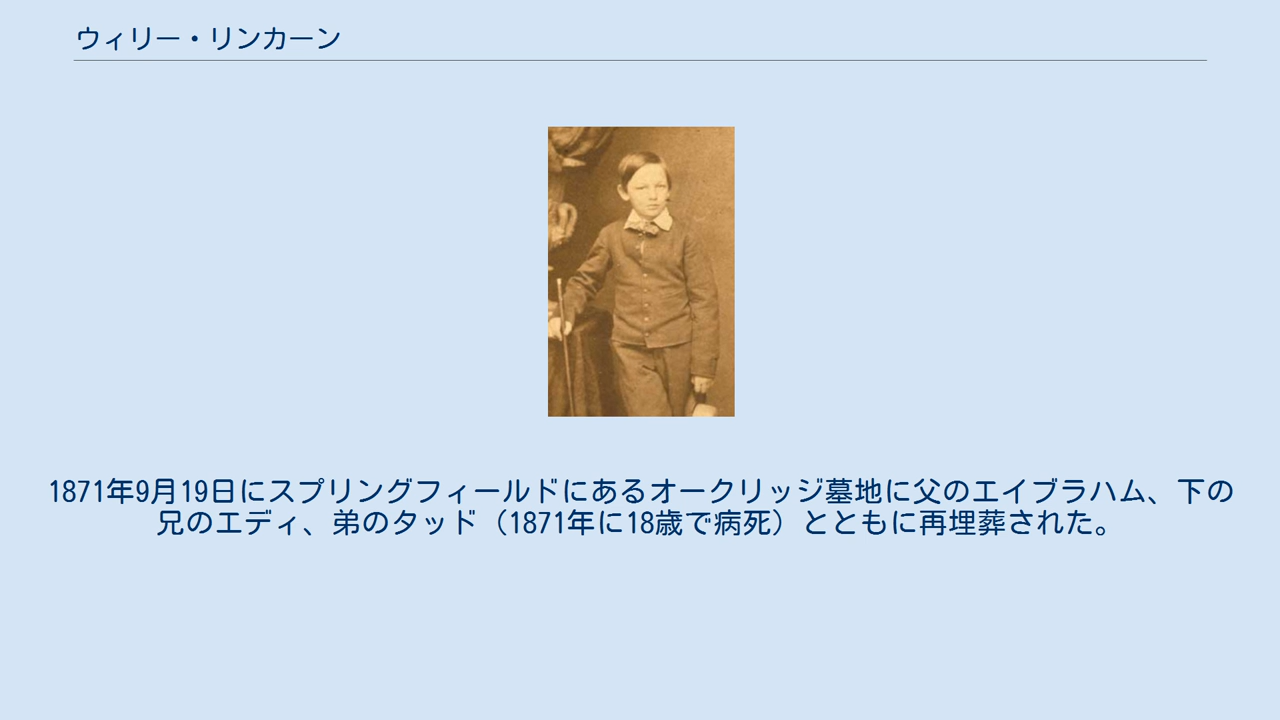 ウィリー・リンカーン
1871年9月19日にスプリングフィールドにあるオークリッジ墓地に父のエイブラハム、下の
兄のエディ、弟のタッド（1871年に18歳で病死）とともに再埋葬された。